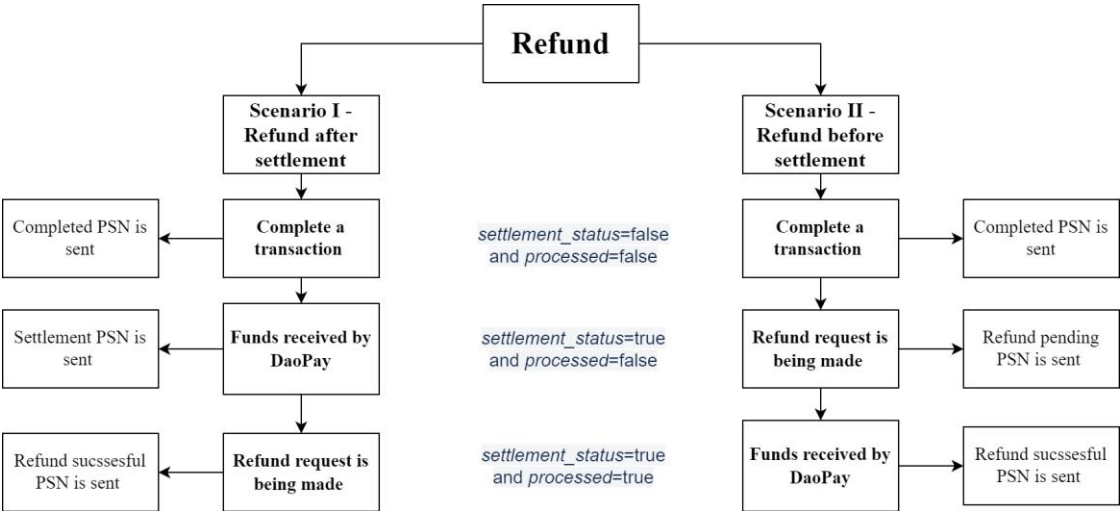 Refund
Scenario I -
Refund after
settlement
Scenario II -
Refund before
settlement
Completed PSN is
sent
Complete a
transaction
settlement_status=false
and processed=false
Complete a
transaction
Completed PSN is
sent
Settlement PSN is
sent
Funds received by
DaoPay
settlement_status=true
and processed=false
Refund request is
being made
Refund pending
PSN is sent
Refund sucssesful
PSN is sent
Refund request is
being made
settlement_status=true
and processed=true
Funds received by
DaoPay
Refund sucssesful
PSN is sent